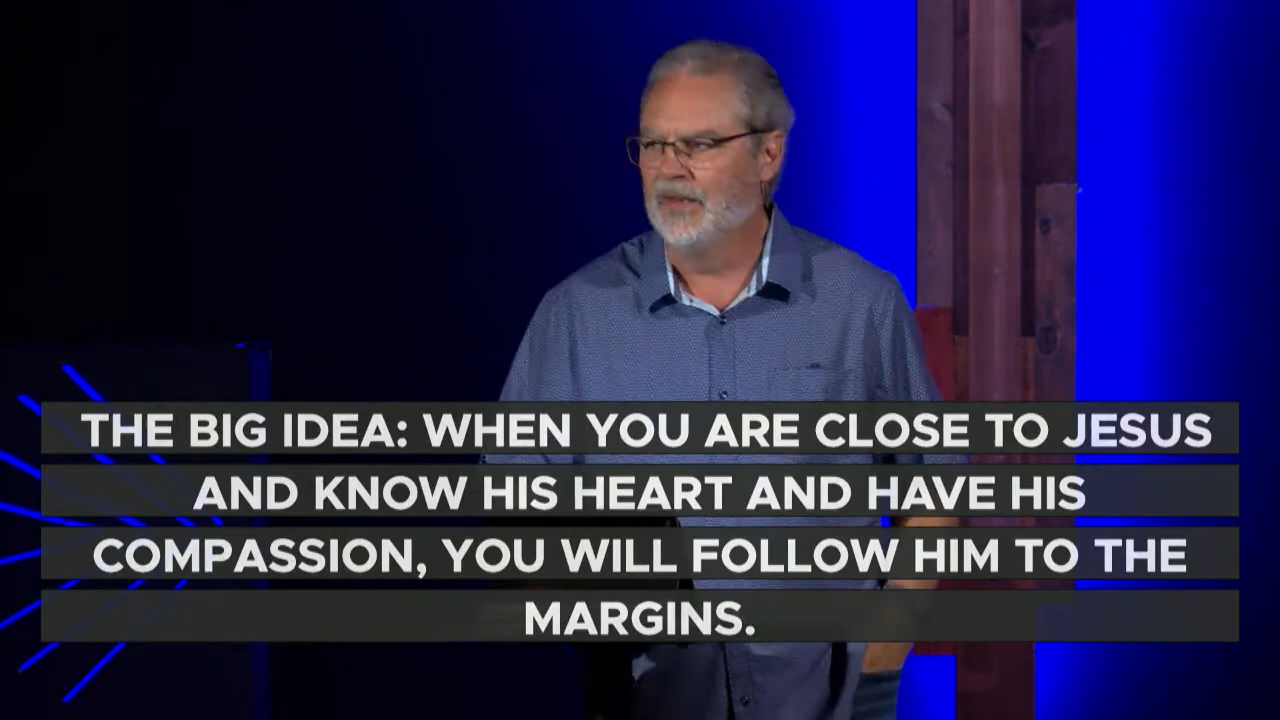 THE BIG IDEA: WHEN YOU ARE CLOSE TO JESUS
AND KNOW HIS HEART AND HAVE HIS
COMPASSION, YOU WILL FOLLOW HIM TO THE
MARGINS.